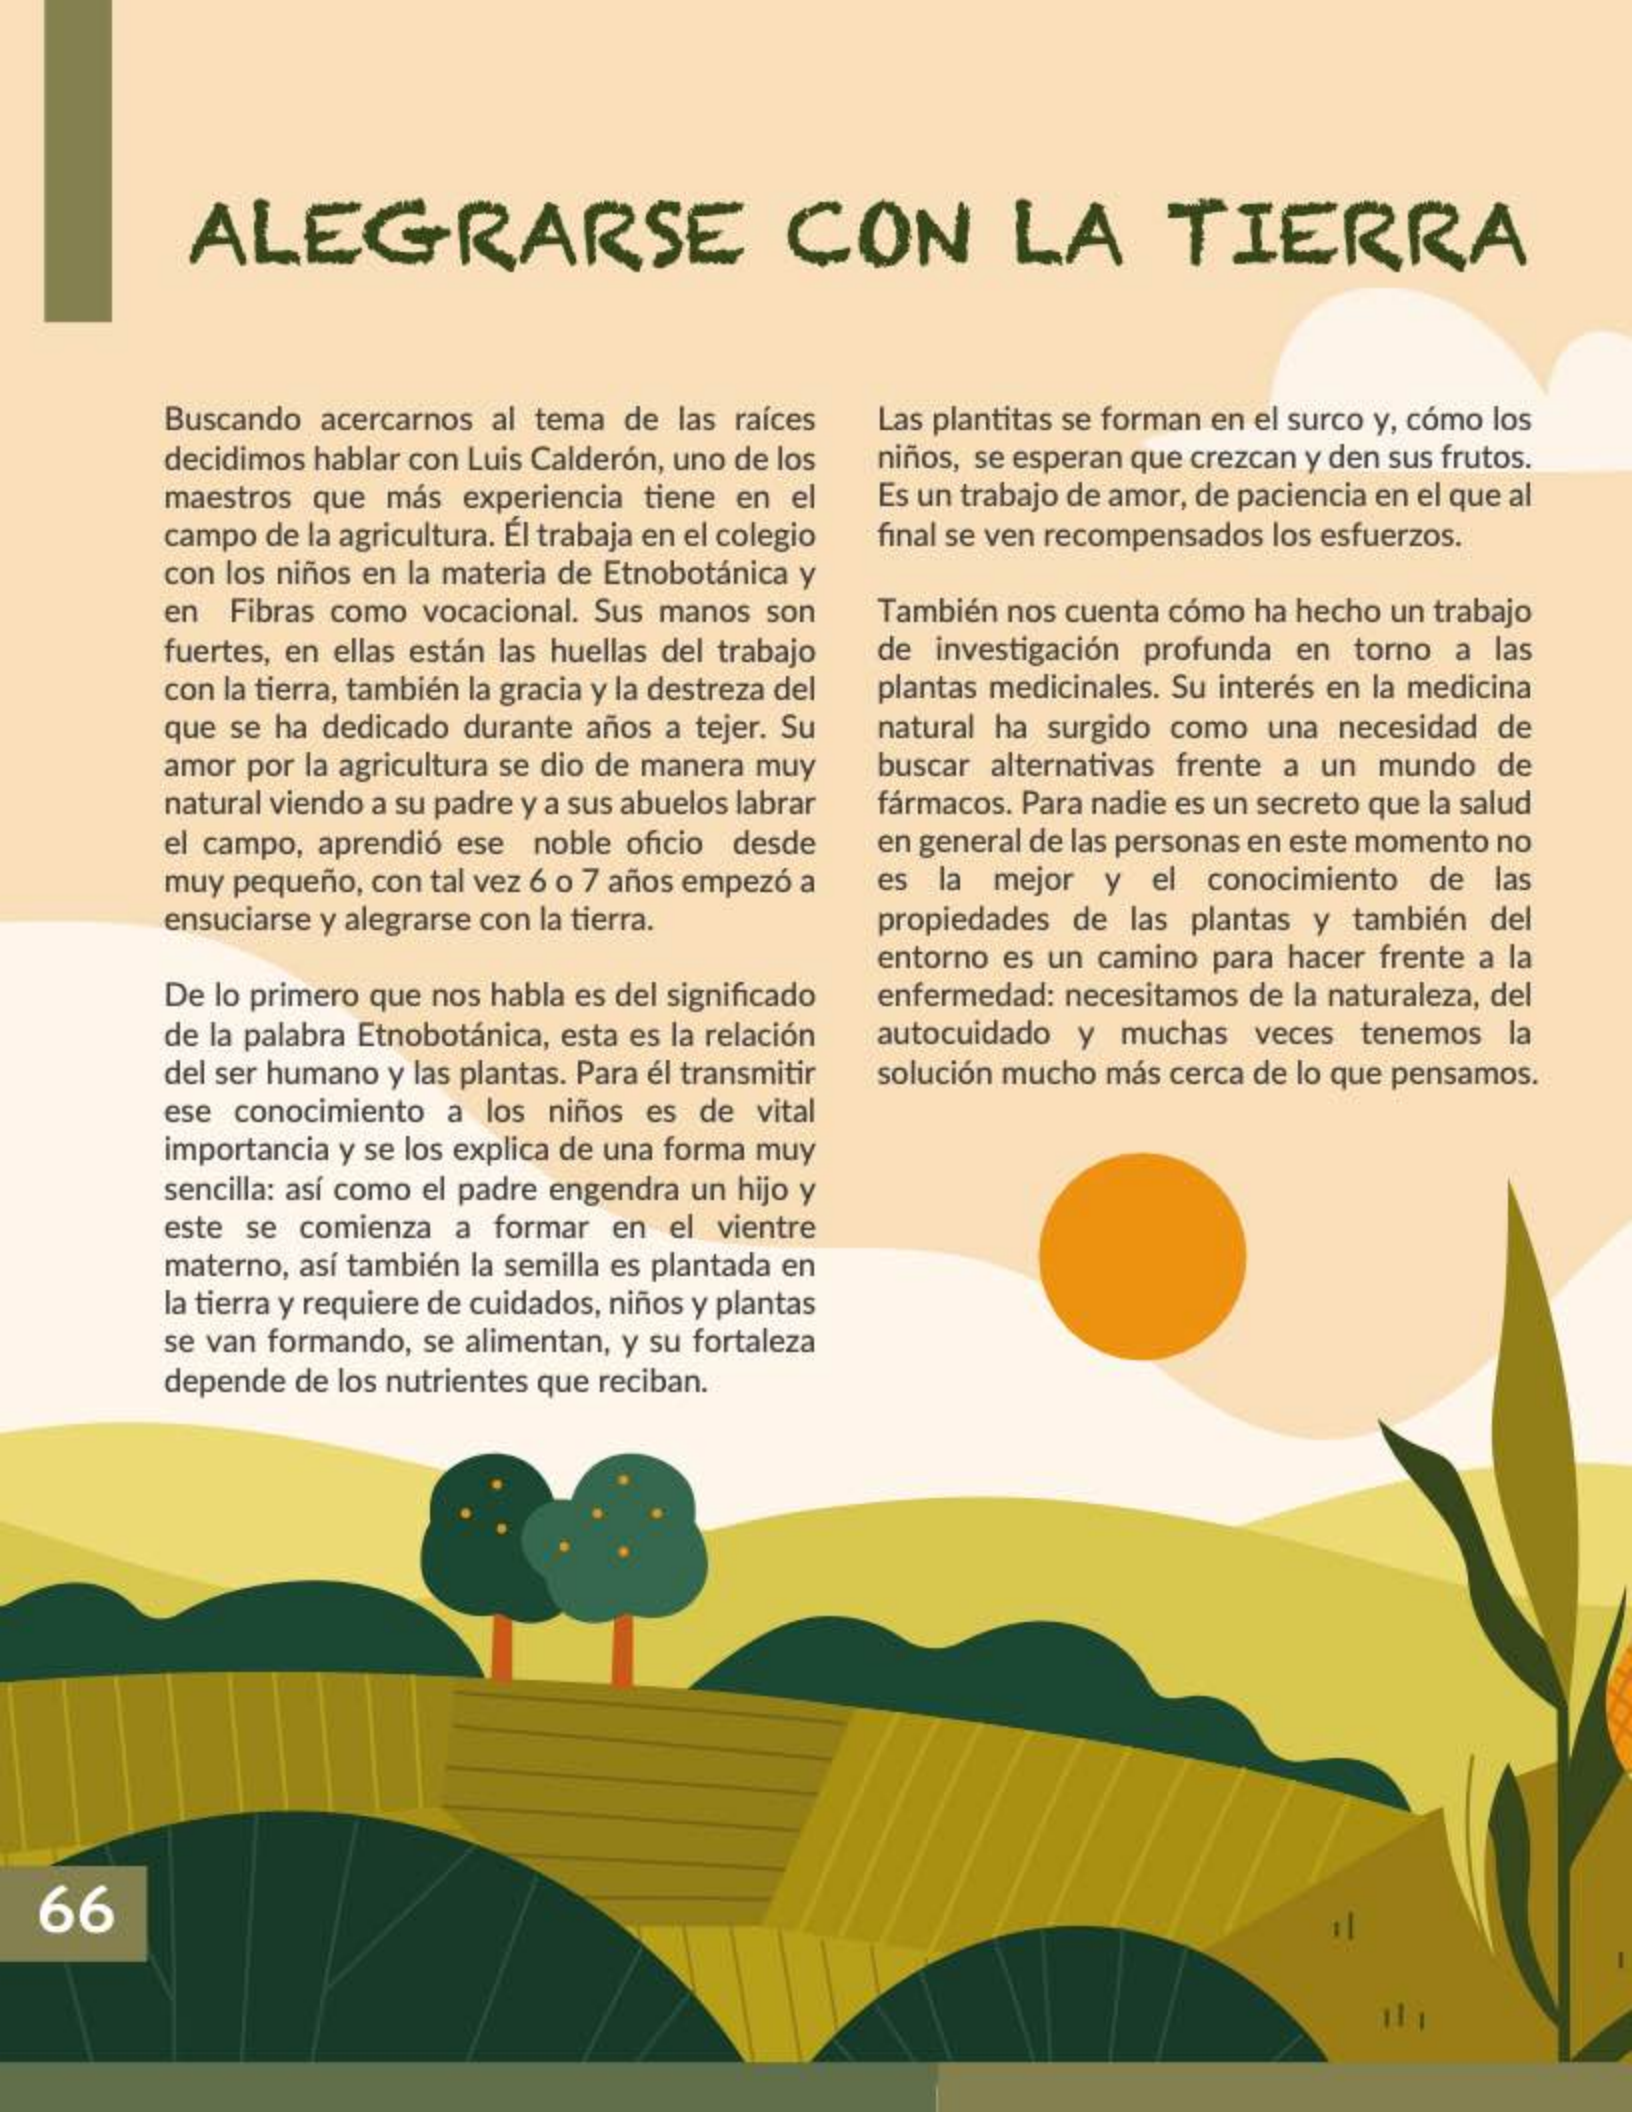 ALEGRARSE CON LA TIERRA
Buscando acercarnos al tema de las raíces
decidimos hablar con Luis Calderón, uno de los
maestros que más experiencia tiene en el
campo de la agricultura. Él trabaja en el colegio
con los niños en la materia de Etnobotánica y
en Fibras como vocacional. Sus manos son
fuertes, en ellas están las huellas del trabajo
con la tierra, también la gracia y la destreza del
que se ha dedicado durante años a tejer. Su
amor por la agricultura se dio de manera muy
natural viendo a su padre y a sus abuelos labrar
el campo, aprendió ese noble oficio desde
muy pequeño, con tal vez 6 o 7 años empezó a
ensuciarse y alegrarse con la tierra.
De lo primero que nos habla es del significado
de la palabra Etnobotánica, esta es la relación
del ser humano y las plantas. Para él transmitir
ese conocimiento a los niños es de vital
importancia y se los explica de una forma muy
sencilla: así como el padre engendra un hijo y
este se comienza a formar en el vientre
materno, así también la semilla es plantada en
la tierra y requiere de cuidados, niños y plantas
se van formando, se alimentan, y su fortaleza
depende de los nutrientes que reciban.
Las plantitas se forman en el surco y, cómo los
niños, se esperan que crezcan y den sus frutos.
Es un trabajo de amor, de paciencia en el que al
final se ven recompensados los esfuerzos.
También nos cuenta cómo ha hecho un trabajo
de investigación profunda en torno a las
plantas medicinales. Su interés en la medicina
natural ha surgido como una necesidad de
buscar alternativas frente a un mundo de
fármacos. Para nadie es un secreto que la salud
en general de las personas en este momento no
es la mejor y el conocimiento de las
propiedades de las plantas y también del
entorno es un camino para hacer frente a la
enfermedad: necesitamos de la naturaleza, del
autocuidado y muchas veces tenemos la
solución mucho más cerca de lo que pensamos.
66